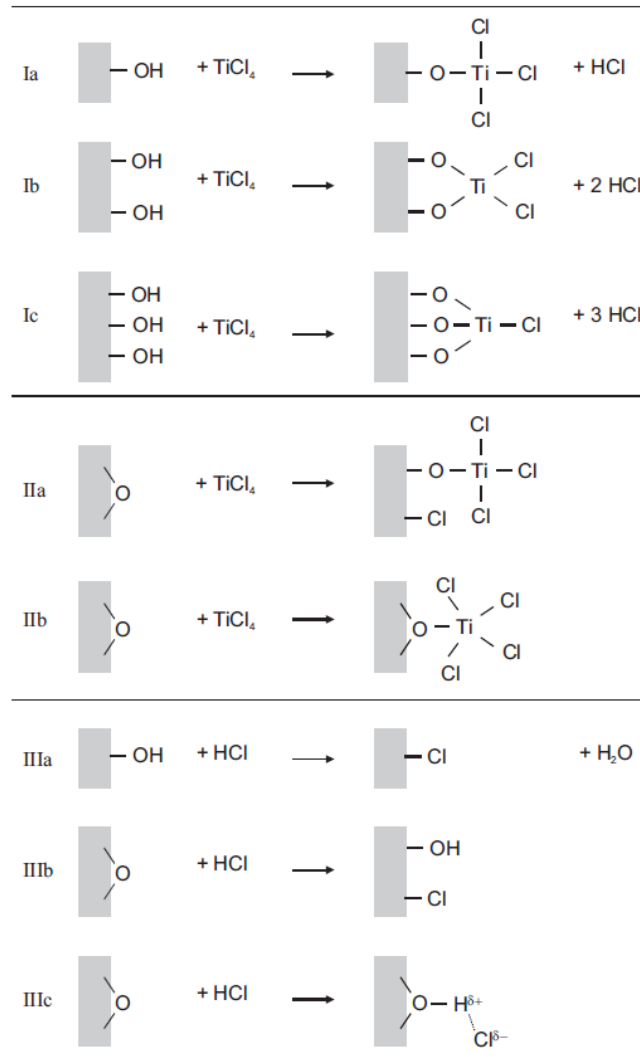 Cl
Ia OH + TiCl₄ O Ti Cl + HCl
Cl
OH O Cl
Ib + TiCl₄ Ti + 2 HCl
OH O Cl
OH O
Ic OH + TiCl₄ O Ti Cl + 3 HCl
OH O
Cl
IIa O + TiCl₄ O Ti Cl
Cl Cl
Cl Cl
IIb O + TiCl₄ O Ti
Cl Cl
IIIa OH + HCl Cl + H₂O
OH
IIIb O + HCl
Cl
IIIc O + HCl O H^δ+
Cl^δ−